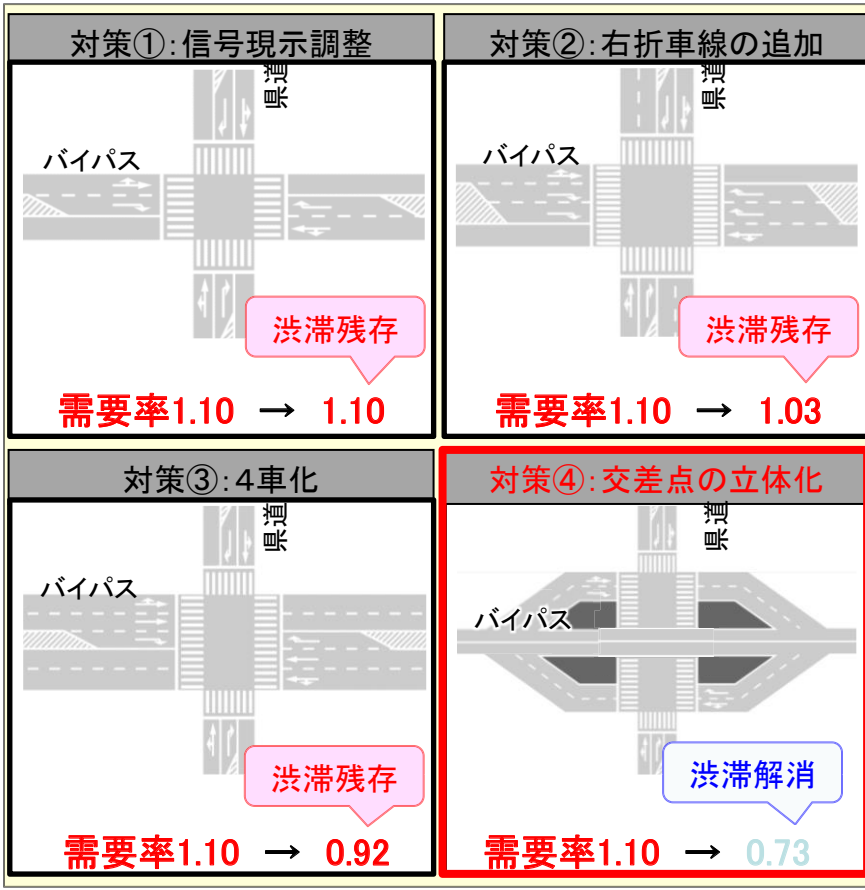 対策①:信号現示調整
県道
バイパス
渋滞残存
需要率1.10 → 1.10
対策②:右折車線の追加
県道
バイパス
渋滞残存
需要率1.10 → 1.03
対策③:4車化
県道
バイパス
渋滞残存
需要率1.10 → 0.92
対策④:交差点の立体化
県道
バイパス
渋滞解消
需要率1.10 → 0.73